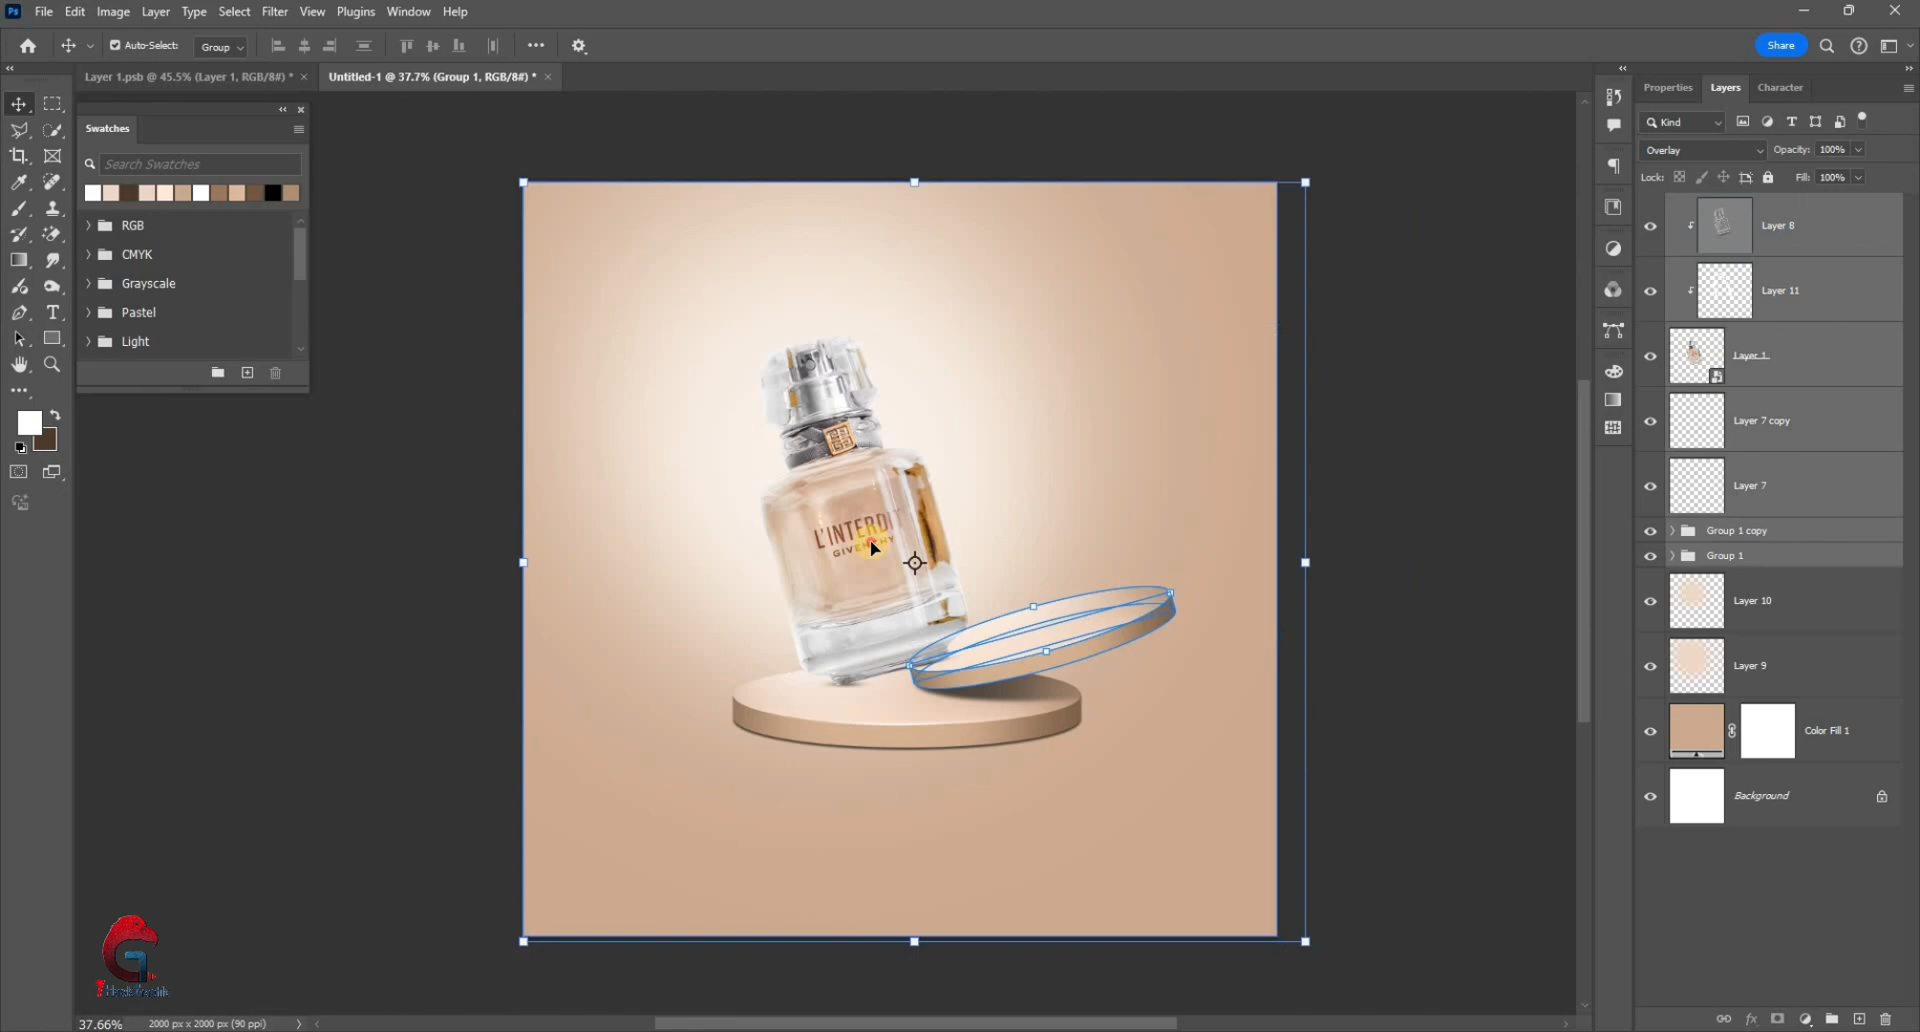 Ps File Edit Image Layer Type Select Filter View Plugins Window Help
Auto-Select: Group Share
Layer 1.psb @ 45.5% (Layer 1, RGB/8#) * Untitled-1 @ 37.7% (Group 1, RGB/8#) *
Swatches
Search Swatches
RGB
CMYK
Grayscale
Pastel
Light
L'INTERDIT
GIVENCHY
Properties Layers Character
Kind
Overlay Opacity: 100%
Lock: Fill: 100%
Layer 8
Layer 11
Layer 1
Layer 7 copy
Layer 7
Group 1 copy
Group 1
Layer 10
Layer 9
Color Fill 1
Background
37.66% 2000 px x 2000 px (90 ppi)